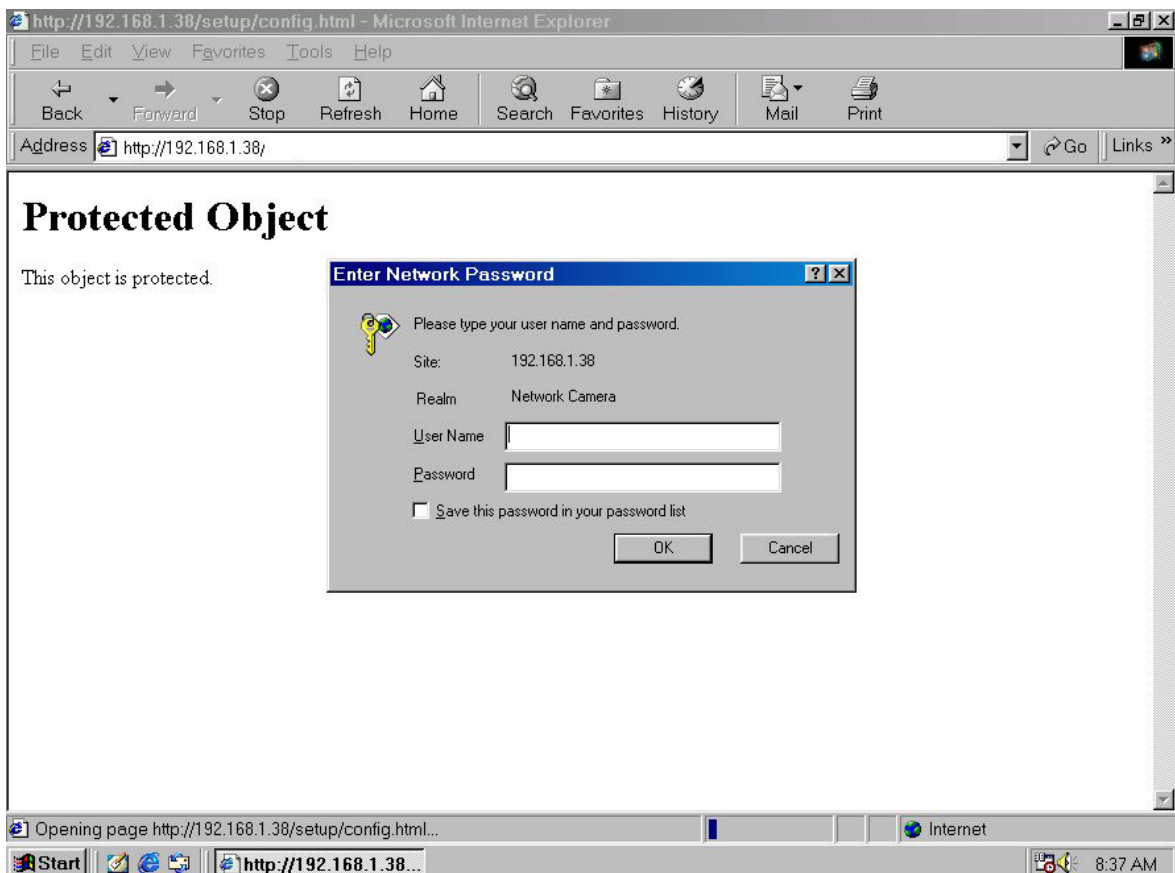 http://192.168.1.38/setup/config.html - Microsoft Internet Explorer
File Edit View Favorites Tools Help
Back Forward Stop Refresh Home Search Favorites History Mail Print
Address http://192.168.1.38/ Go Links »
Protected Object
This object is protected.
Enter Network Password
Please type your user name and password.
Site: 192.168.1.38
Realm Network Camera
User Name
Password
Save this password in your password list
OK Cancel
Opening page http://192.168.1.38/setup/config.html... Internet
Start http://192.168.1.38... 8:37 AM